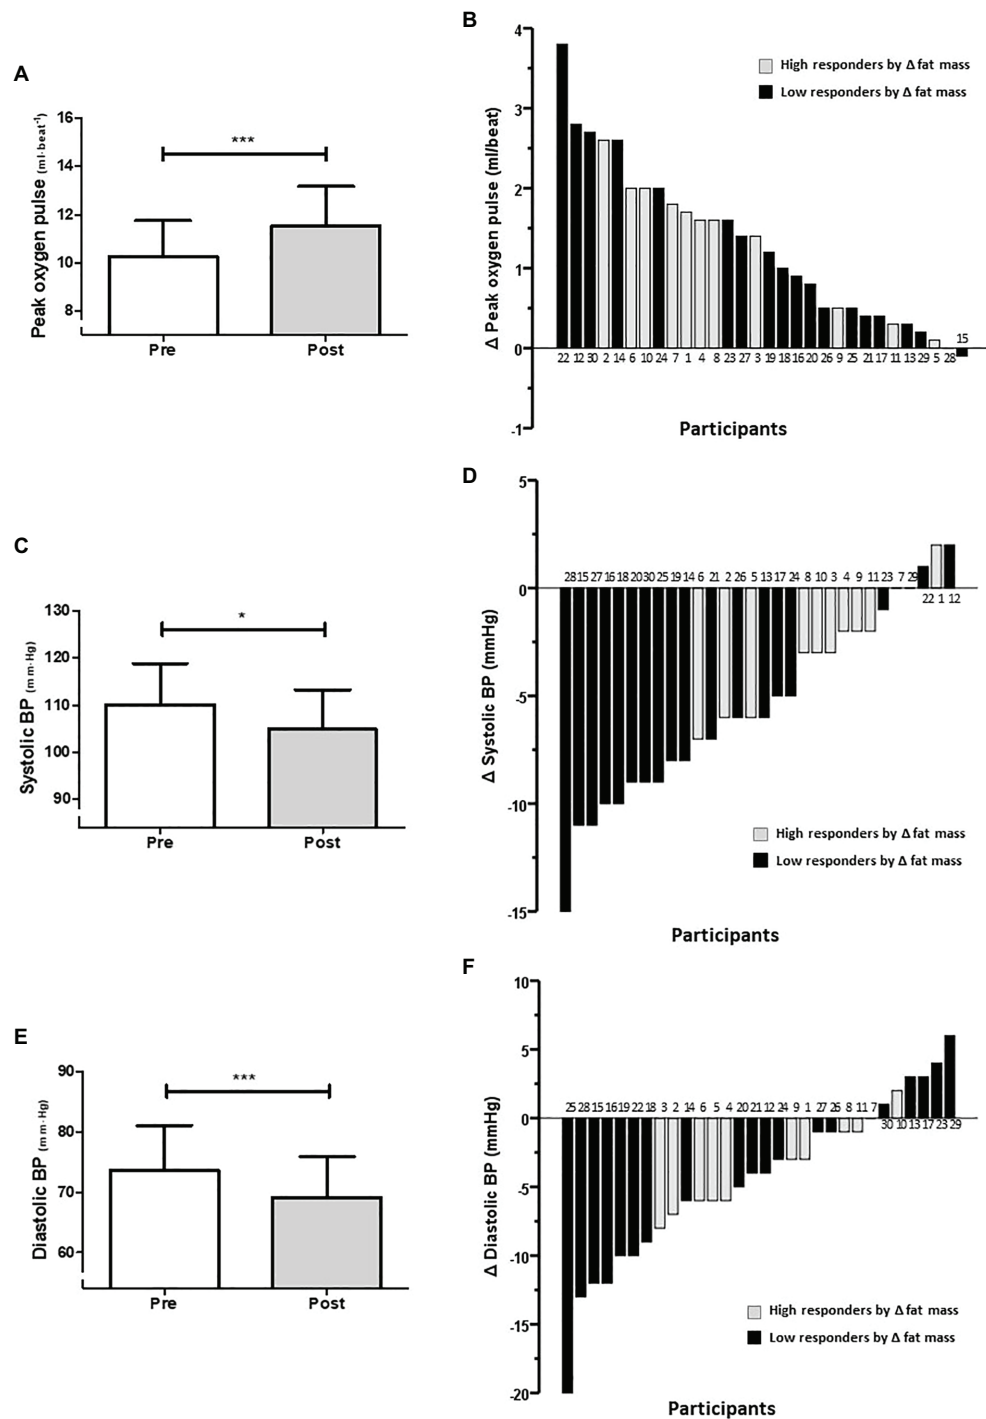 A
Peak oxygen pulse (ml·beat⁻¹)
16
14
12
10
8
***
Pre
Post
B
Δ Peak oxygen pulse (ml/beat)
4
3
2
1
0
-1
High responders by Δ fat mass
Low responders by Δ fat mass
15
22 12 30 2 14 6 10 24 7 1 4 8 23 27 3 19 18 16 20 26 9 25 21 17 11 13 29 5 28
Participants
C
Systolic BP (mm·Hg)
130
120
110
100
90
*
Pre
Post
D
Δ Systolic BP (mmHg)
5
0
-5
-10
-15
28 15 27 16 18 20 30 25 19 14 6 21 2 26 5 13 17 24 8 10 3 4 9 11 23 7 29
22 1 12
High responders by Δ fat mass
Low responders by Δ fat mass
Participants
E
Diastolic BP (mm·Hg)
90
80
70
60
***
Pre
Post
F
Δ Diastolic BP (mmHg)
10
5
0
-5
-10
-15
-20
25 28 15 16 19 22 18 3 2 14 6 5 4 20 21 12 24 9 1 27 26 8 11 7
30 10 13 17 23 29
High responders by Δ fat mass
Low responders by Δ fat mass
Participants